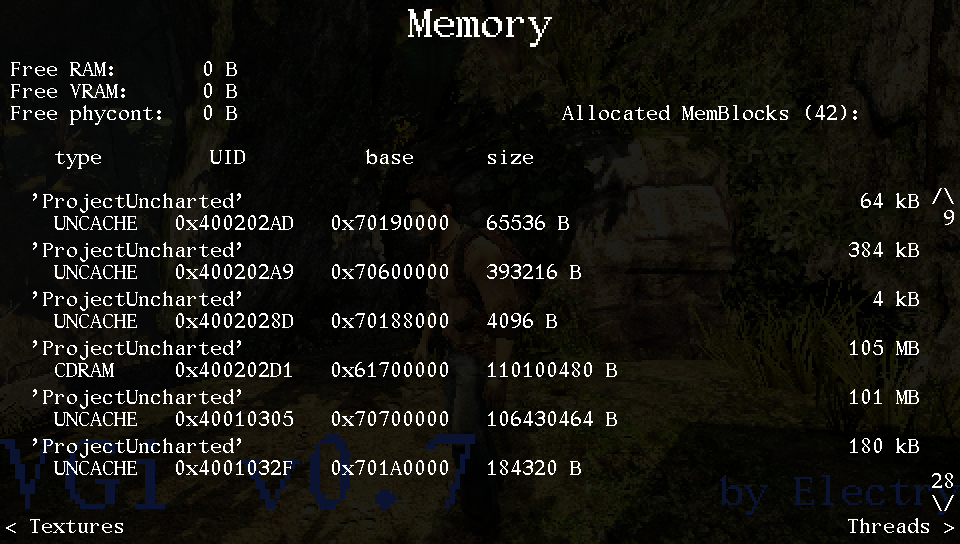 Memory
Free RAM: 0 B
Free VRAM: 0 B
Free phycont: 0 B Allocated MemBlocks (42):
type UID base size
'ProjectUncharted' 64 kB /\
UNCACHE 0x400202AD 0x70190000 65536 B 9
'ProjectUncharted' 384 kB
UNCACHE 0x400202A9 0x70600000 393216 B
'ProjectUncharted' 4 kB
UNCACHE 0x4002028D 0x70188000 4096 B
'ProjectUncharted' 105 MB
CDRAM 0x400202D1 0x61700000 110100480 B
'ProjectUncharted' 101 MB
UNCACHE 0x40010305 0x70700000 106430464 B
'ProjectUncharted' 180 kB
UNCACHE 0x4001032F 0x701A0000 184320 B
VGi v0.7 by Electry 28
\/
< Textures Threads >